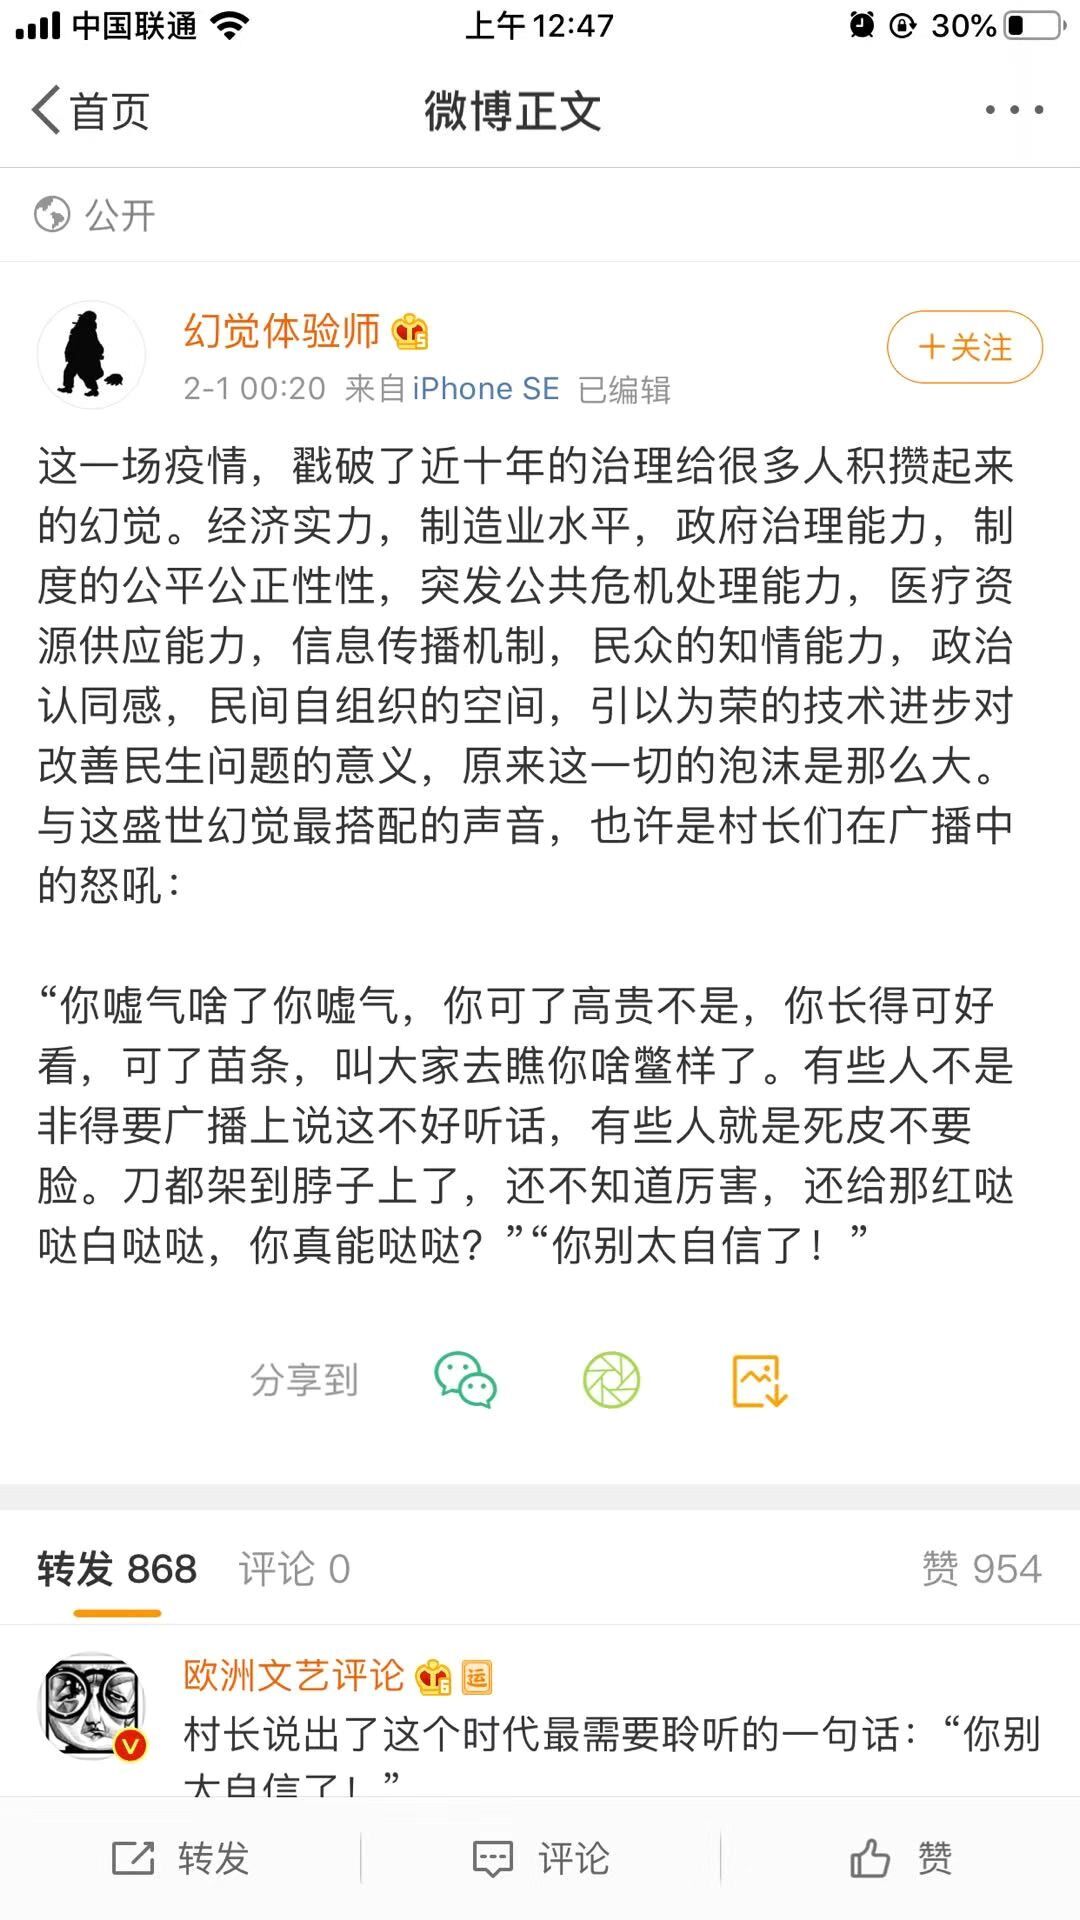 中国联通 上午12:47 30%
首页 微博正文
公开
幻觉体验师
+关注
2-1 00:20 来自iPhone SE 已编辑
这一场疫情，戳破了近十年的治理给很多人积攒起来
的幻觉。经济实力，制造业水平，政府治理能力，制
度的公平公正性性，突发公共危机处理能力，医疗资
源供应能力，信息传播机制，民众的知情能力，政治
认同感，民间自组织的空间，引以为荣的技术进步对
改善民生问题的意义，原来这一切的泡沫是那么大。
与这盛世幻觉最搭配的声音，也许是村长们在广播中
的怒吼：
“你嘘气啥了你嘘气，你可了高贵不是，你长得可好
看，可了苗条，叫大家去瞧你啥鳖样了。有些人不是
非得要广播上说这不好听话，有些人就是死皮不要
脸。刀都架到脖子上了，还不知道厉害，还给那红哒
哒白哒哒，你真能哒哒？”“你别太自信了！”
分享到
转发 868 评论 0 赞 954
欧洲文艺评论 运
村长说出了这个时代最需要聆听的一句话：“你别
太自信了！”
转发 评论 赞